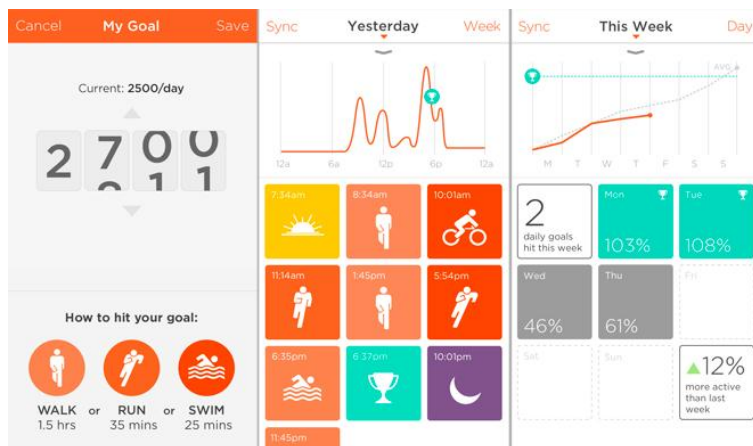 Cancel My Goal Save
Current: 2500/day
2 7 0 0
1 1
How to hit your goal:
WALK or RUN or SWIM
1.5 hrs 35 mins 25 mins
Sync Yesterday Week
12a 6a 12p 6p 12a
7:34am 8:34am 10:01am
11:14am 1:45pm 5:54pm
6:35pm 6:37pm 10:01pm
11:45pm
Sync This Week Day
AVG.
M T W T F S S
2
daily goals
hit this week
Mon
103%
Tue
108%
Wed
46%
Thu
61%
Fri
Sat
Sun
12%
more active
than last
week